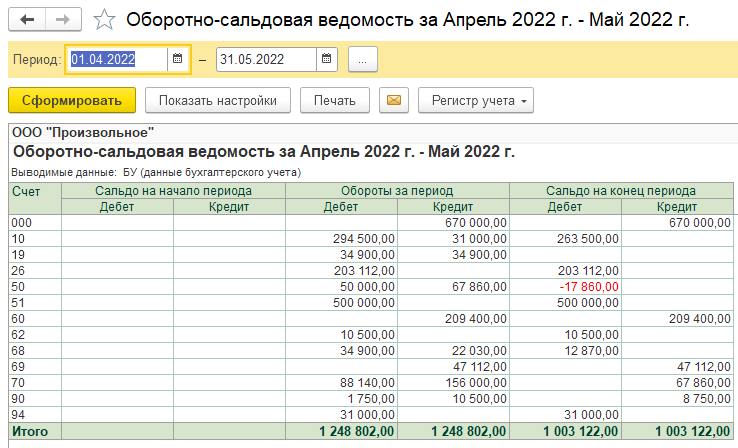 Оборотно-сальдовая ведомость за Апрель 2022 г. - Май 2022 г.
Период: 01.04.2022 – 31.05.2022 ...
Сформировать Показать настройки Печать Регистр учета
ООО "Произвольное"
Оборотно-сальдовая ведомость за Апрель 2022 г. - Май 2022 г.
Выводимые данные: БУ (данные бухгалтерского учета)
Счет Сальдо на начало периода Обороты за период Сальдо на конец периода
Дебет Кредит Дебет Кредит Дебет Кредит
000 670 000,00 670 000,00
10 294 500,00 31 000,00 263 500,00
19 34 900,00 34 900,00
26 203 112,00 203 112,00
50 50 000,00 67 860,00 -17 860,00
51 500 000,00 500 000,00
60 209 400,00 209 400,00
62 10 500,00 10 500,00
68 34 900,00 22 030,00 12 870,00
69 47 112,00 47 112,00
70 88 140,00 156 000,00 67 860,00
90 1 750,00 10 500,00 8 750,00
94 31 000,00 31 000,00
Итого 1 248 802,00 1 248 802,00 1 003 122,00 1 003 122,00